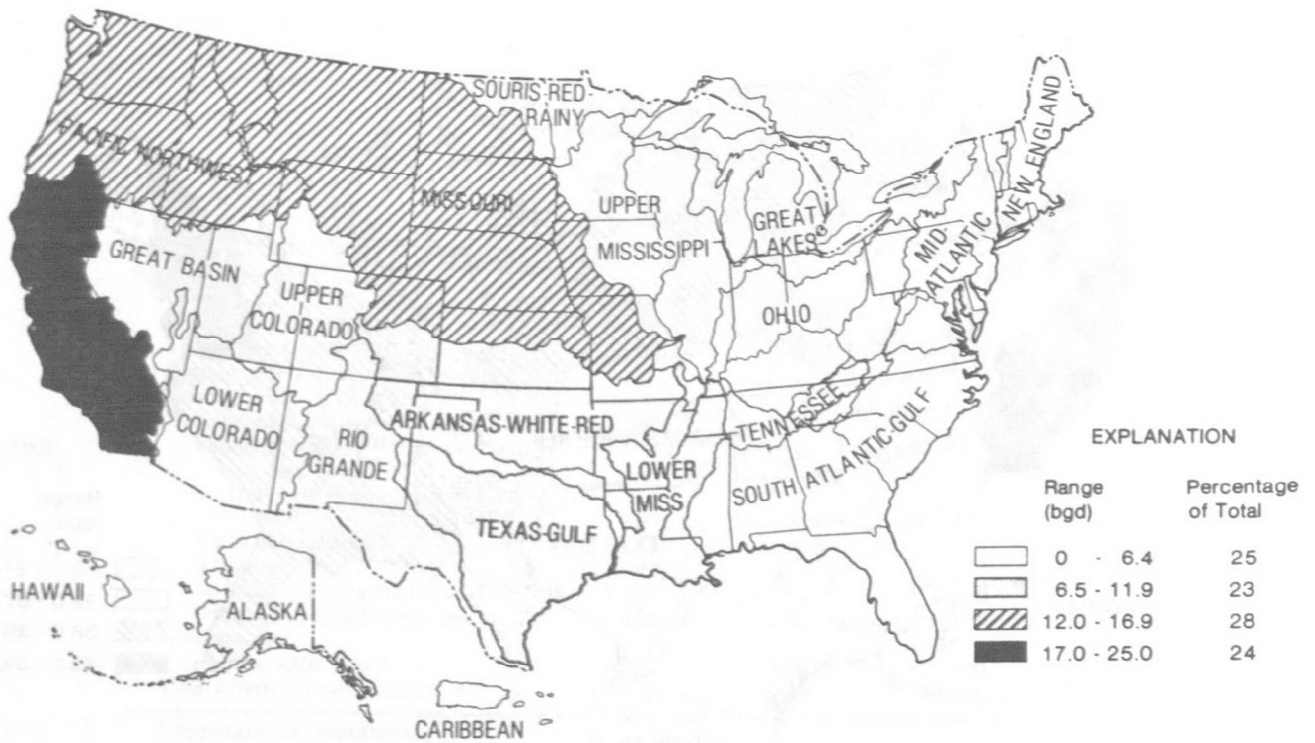 SOURIS-RED
RAINY
PACIFIC NORTHWEST
MISSOURI
UPPER
MISSISSIPPI
GREAT
LAKES
NEW ENGLAND
MID-
ATLANTIC
GREAT BASIN
UPPER
COLORADO
OHIO
LOWER
COLORADO
RIO
GRANDE
ARKANSAS-WHITE-RED
TENNESSEE
LOWER
MISS
SOUTH ATLANTIC-GULF
TEXAS-GULF
HAWAII
ALASKA
CARIBBEAN
EXPLANATION
Range Percentage
(bgd) of Total
0 - 6.4 25
6.5 - 11.9 23
12.0 - 16.9 28
17.0 - 25.0 24